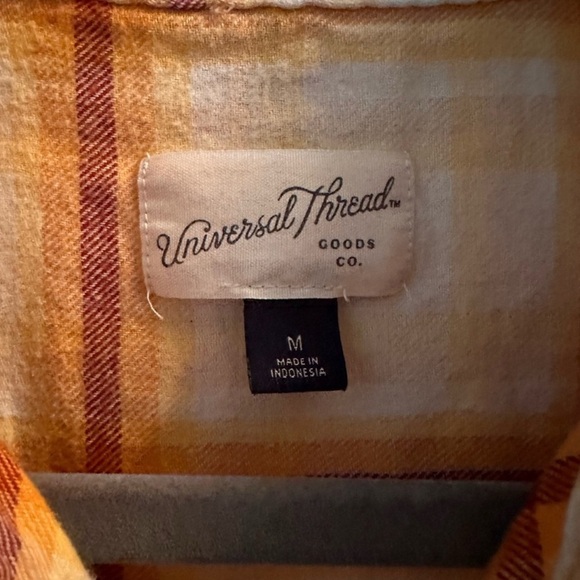 Universal Thread™
GOODS
CO.
M
MADE IN
INDONESIA